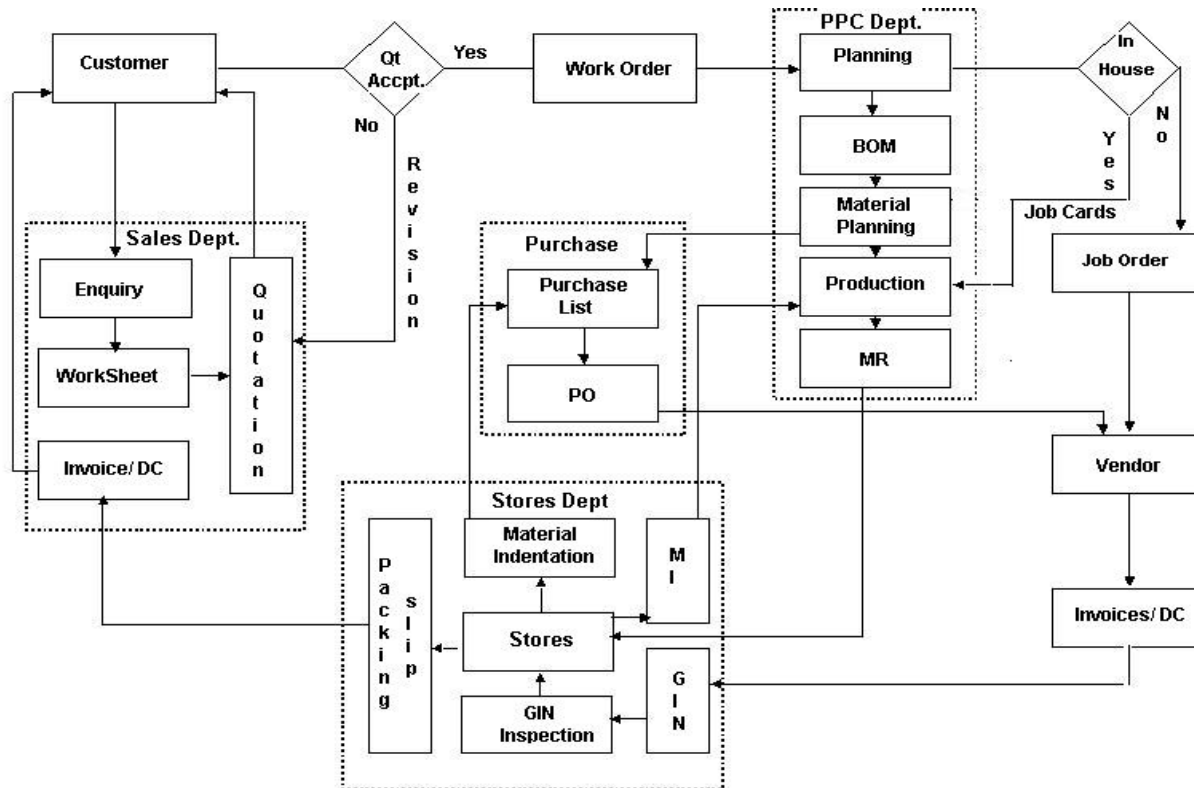 Customer
Qt
Accpt.
Yes
No
Revision
Work Order
PPC Dept.
Planning
BOM
Material
Planning
Production
MR
In
House
No
Yes
Job Cards
Job Order
Sales Dept.
Enquiry
WorkSheet
Quotation
Invoice/ DC
Purchase
Purchase
List
PO
Vendor
Invoices/ DC
Stores Dept
Packing
slip
Material
Indentation
MI
Stores
GIN
GIN
Inspection